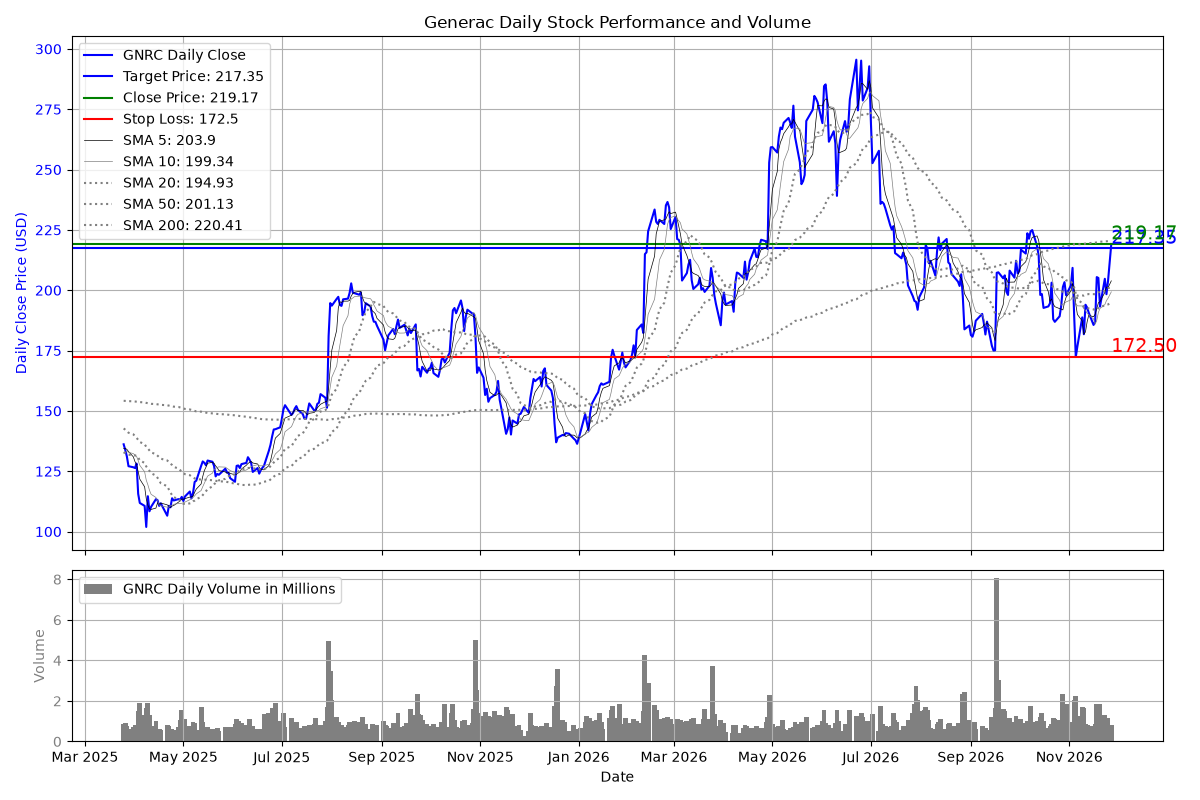 Generac Daily Stock Performance and Volume
Daily Close Price (USD)
300
275
250
225
200
175
150
125
100
GNRC Daily Close
Target Price: 217.35
Close Price: 219.17
Stop Loss: 172.5
SMA 5: 203.9
SMA 10: 199.34
SMA 20: 194.93
SMA 50: 201.13
SMA 200: 220.41
219.17
217.35
172.50
Volume
8
6
4
2
0
GNRC Daily Volume in Millions
Mar 2025 May 2025 Jul 2025 Sep 2025 Nov 2025 Jan 2026 Mar 2026 May 2026 Jul 2026 Sep 2026 Nov 2026
Date